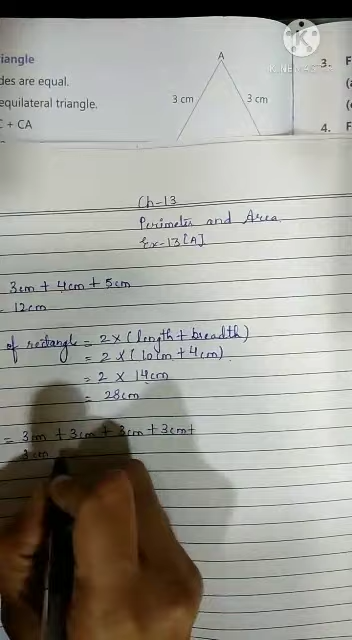 iangle
des are equal.
equilateral triangle.
C + CA
A
3 cm
3 cm
3. F
4. F
KINEMASTER
Ch-13
Perimeter and Area
Ex-13[A]
3cm + 4cm + 5cm
= 12cm
of rectangle = 2×(length + breadth)
= 2×(10cm + 4cm)
= 2 × 14cm
= 28cm
= 3cm + 3cm + 3cm + 3cm +
3cm